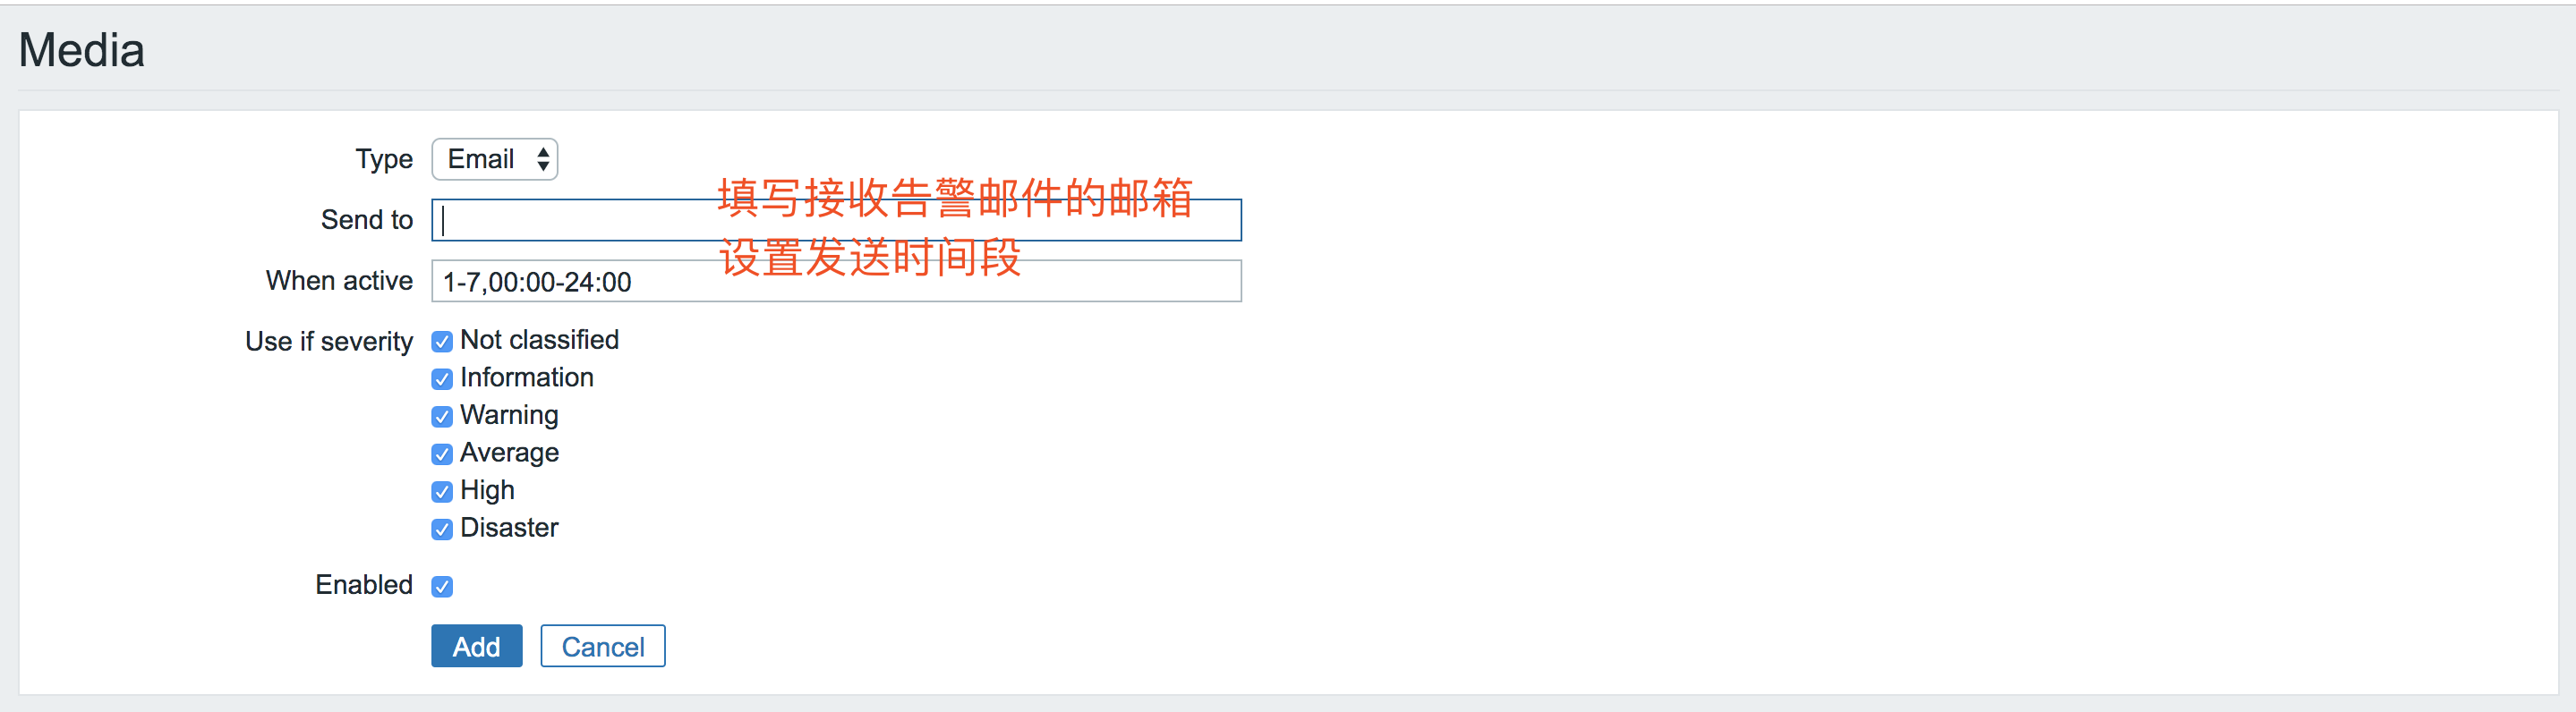 Media
Type Email
填写接收告警邮件的邮箱
Send to
设置发送时间段
When active 1-7,00:00-24:00
Use if severity Not classified
Information
Warning
Average
High
Disaster
Enabled
Add Cancel